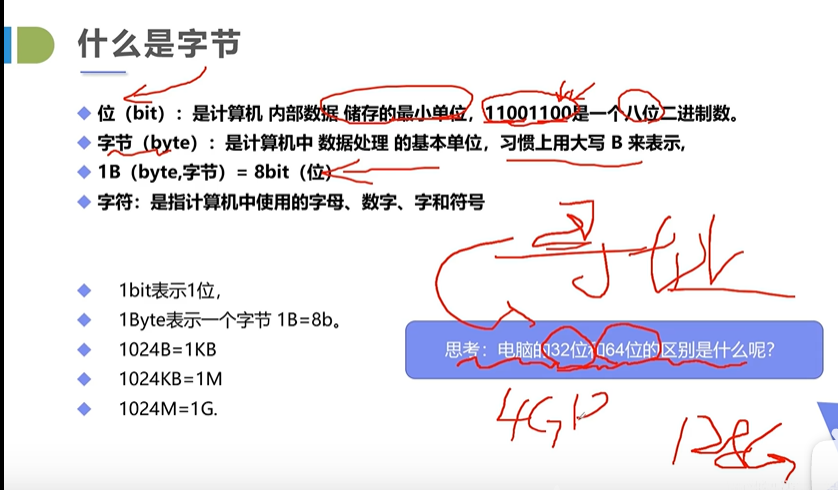 什么是字节
位（bit）：是计算机 内部数据 储存的最小单位，11001100是一个八位二进制数。
字节（byte）：是计算机中 数据处理 的基本单位，习惯上用大写 B 来表示,
1B（byte,字节）= 8bit（位）
字符：是指计算机中使用的字母、数字、字和符号
寻址
1bit表示1位，
1Byte表示一个字节 1B=8b。
1024B=1KB
思考：电脑的32位和64位的区别是什么呢？
1024KB=1M
1024M=1G.
4G
128G